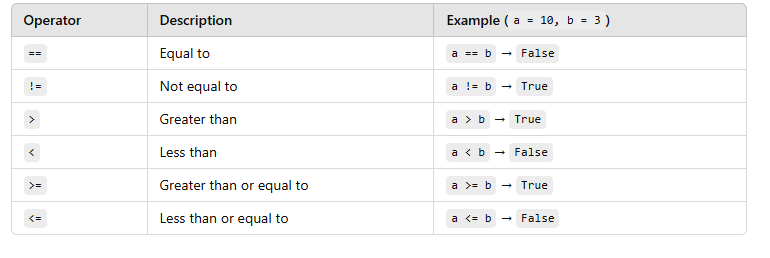 Operator Description Example ( a = 10, b = 3 )
== Equal to a == b → False
!= Not equal to a != b → True
> Greater than a > b → True
< Less than a < b → False
>= Greater than or equal to a >= b → True
<= Less than or equal to a <= b → False